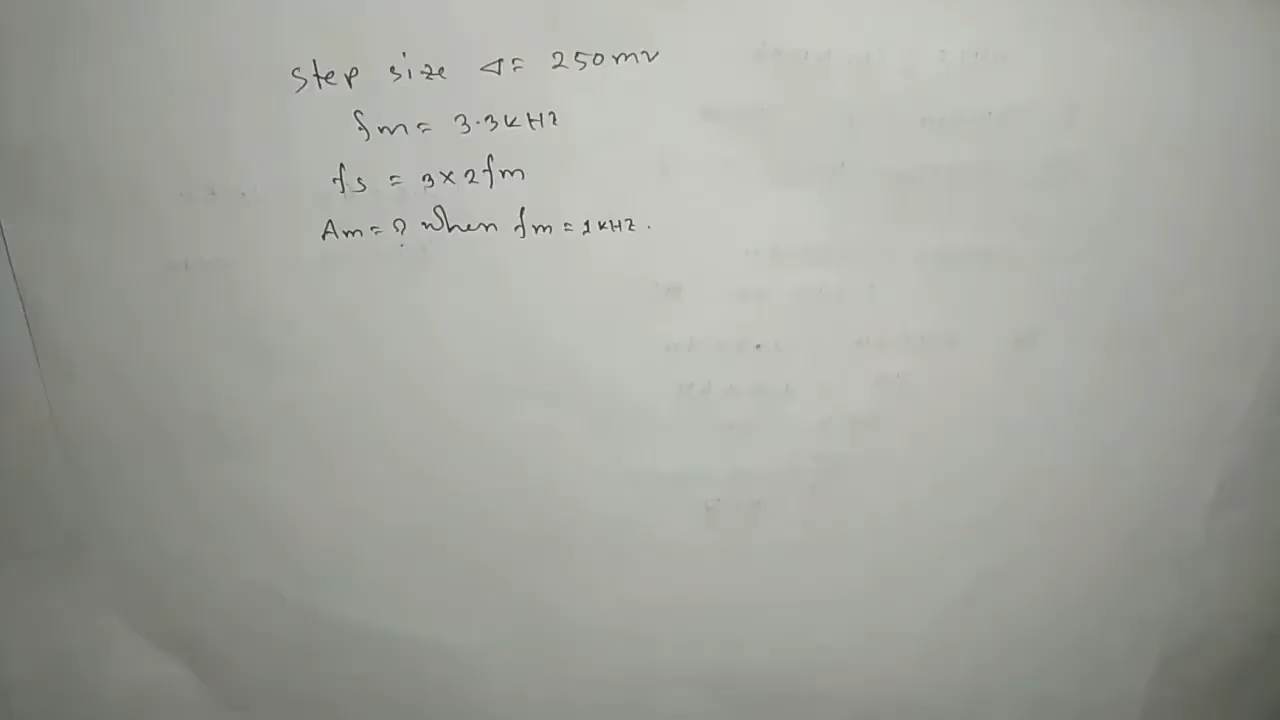 Step size Δ = 250mv
fm = 3.3KHZ
fs = 3×2fm
Am = ? when fm = 1KHZ.